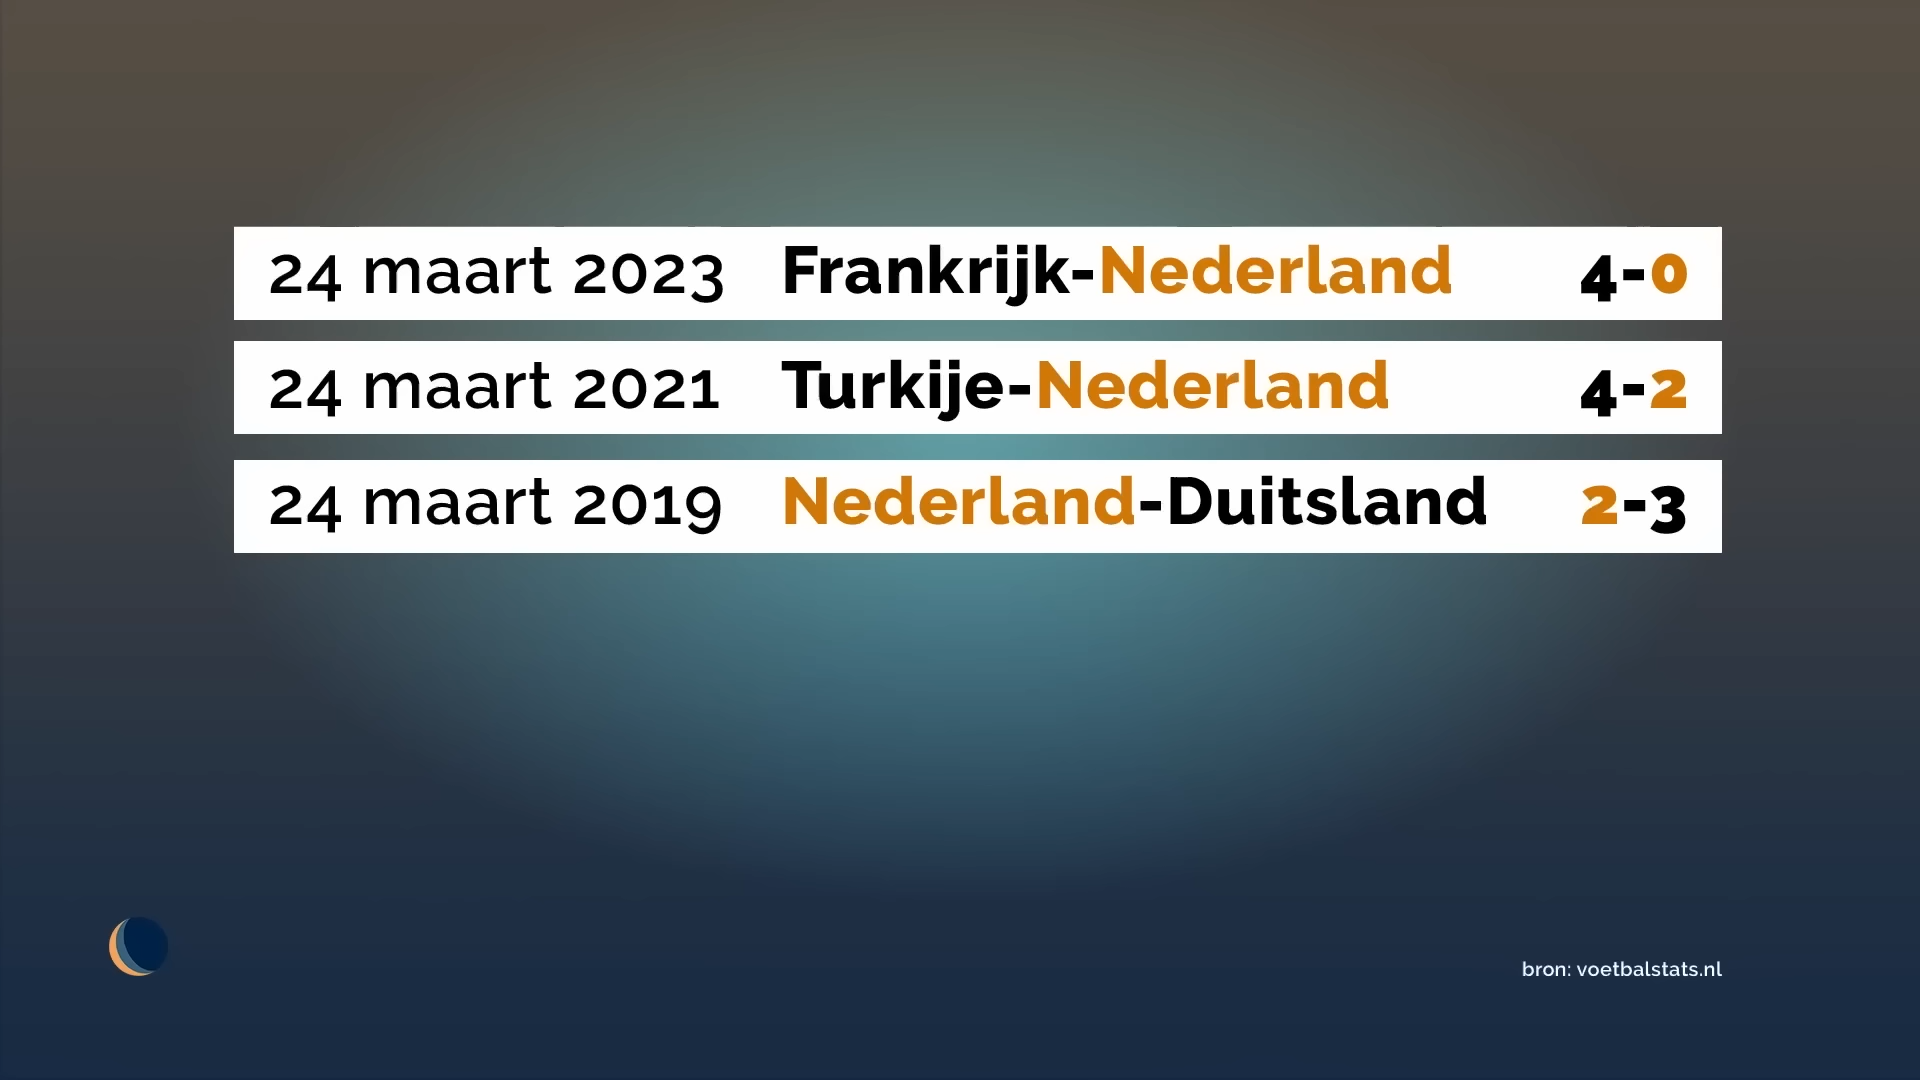 24 maart 2023 Frankrijk-Nederland 4-0
24 maart 2021 Turkije-Nederland 4-2
24 maart 2019 Nederland-Duitsland 2-3
bron: voetbalstats.nl